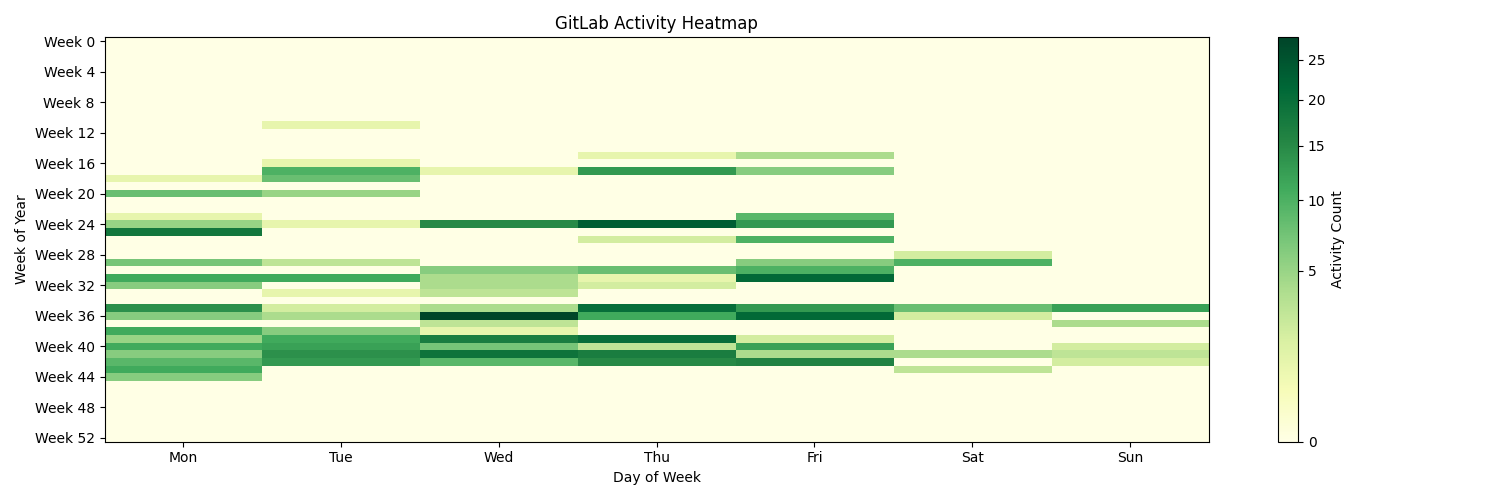 GitLab Activity Heatmap
Week of Year
Week 0
Week 4
Week 8
Week 12
Week 16
Week 20
Week 24
Week 28
Week 32
Week 36
Week 40
Week 44
Week 48
Week 52
Mon Tue Wed Thu Fri Sat Sun
Day of Week
25
20
15
10
5
0
Activity Count